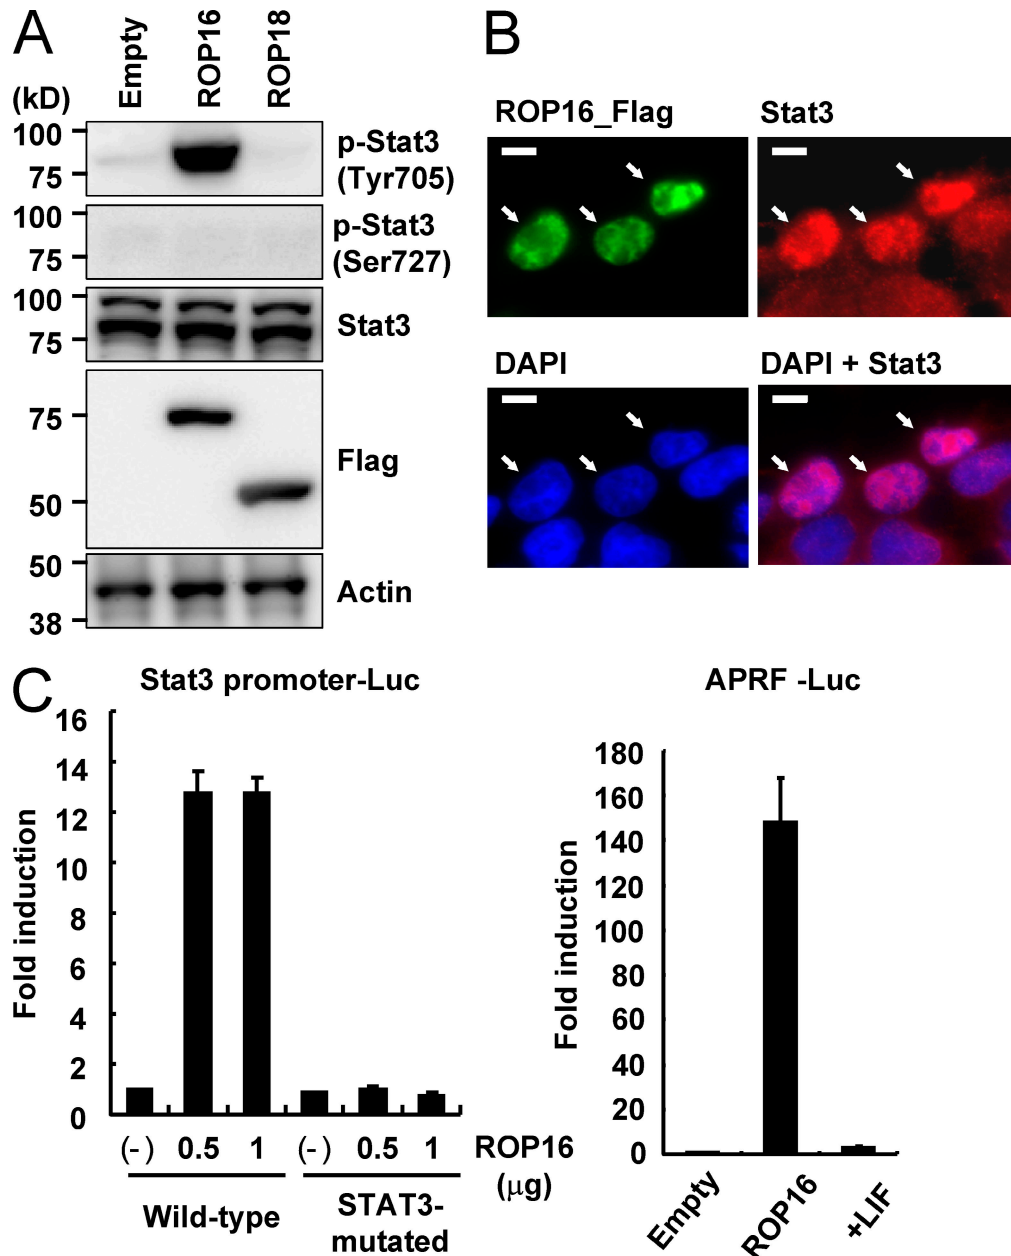 A
Empty
ROP16
ROP18
(kD)
100
75
p-Stat3
(Tyr705)
100
75
p-Stat3
(Ser727)
100
75
Stat3
75
50
Flag
50
38
Actin
B
ROP16_Flag
Stat3
DAPI
DAPI + Stat3
C
Stat3 promoter-Luc
Fold induction
16
14
12
10
8
6
4
2
0
(-) 0.5 1 (-) 0.5 1
ROP16
(μg)
Wild-type
STAT3-
mutated
APRF -Luc
Fold induction
180
160
140
120
100
80
60
40
20
0
Empty
ROP16
+LIF